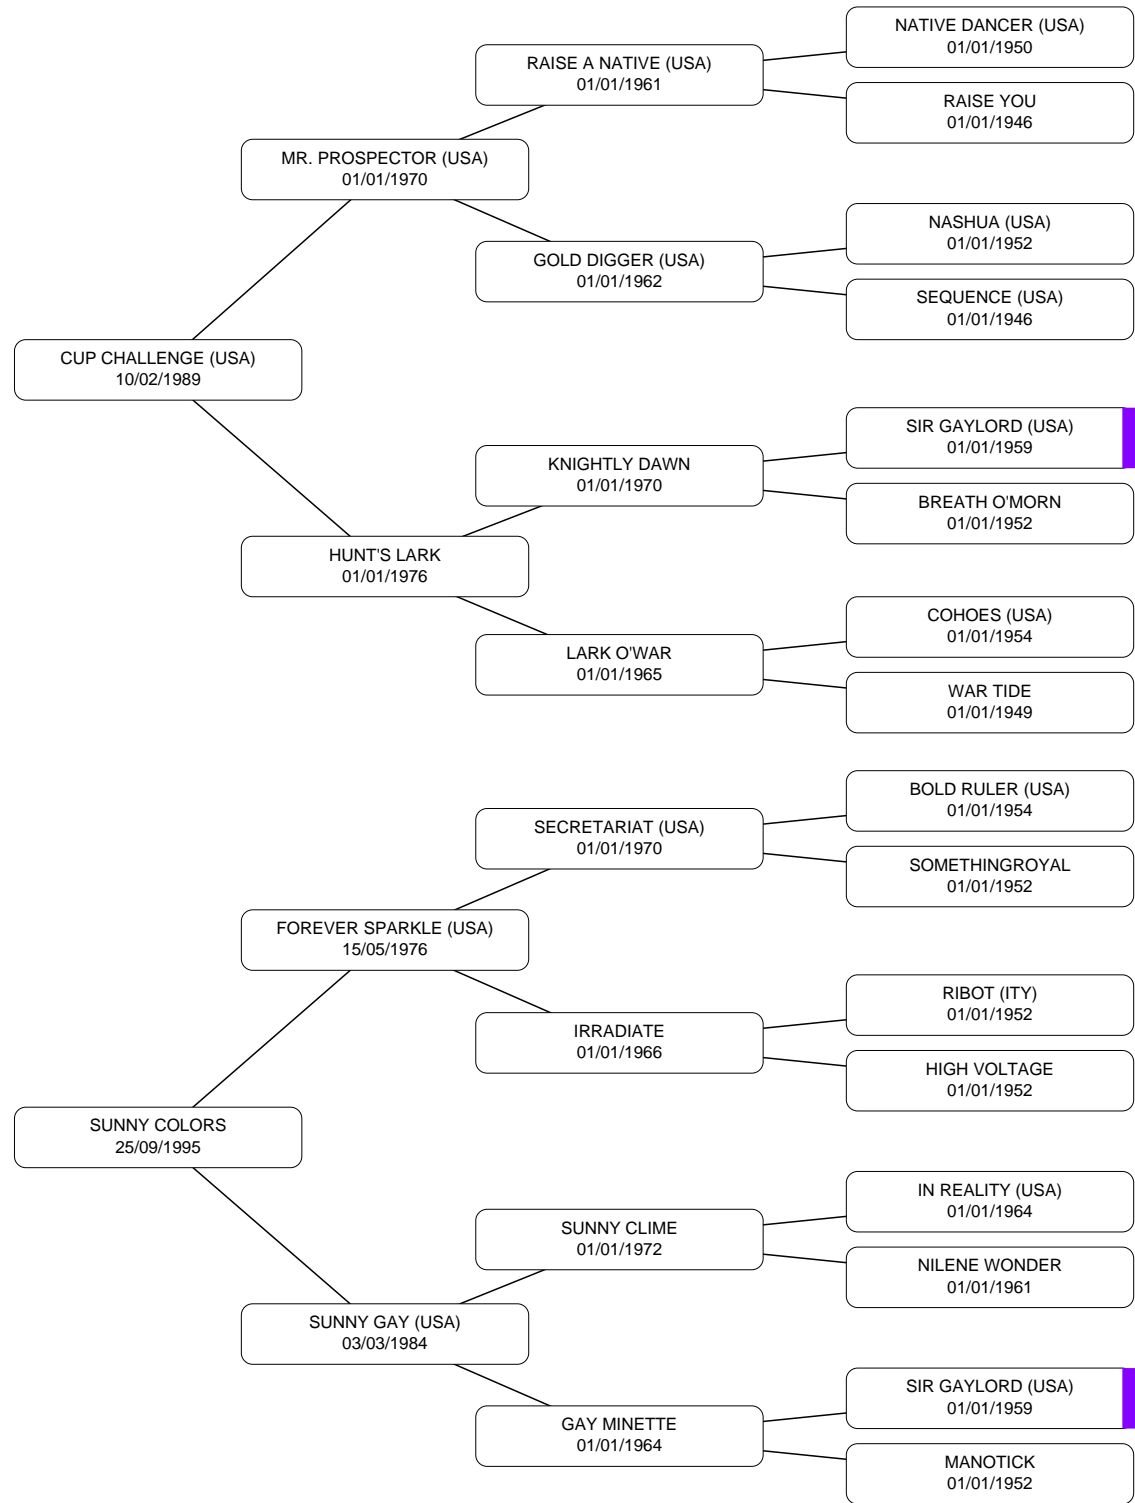 NATIVE DANCER (USA)
01/01/1950
RAISE A NATIVE (USA)
01/01/1961
RAISE YOU
01/01/1946
MR. PROSPECTOR (USA)
01/01/1970
NASHUA (USA)
01/01/1952
GOLD DIGGER (USA)
01/01/1962
SEQUENCE (USA)
01/01/1946
CUP CHALLENGE (USA)
10/02/1989
SIR GAYLORD (USA)
01/01/1959
KNIGHTLY DAWN
01/01/1970
BREATH O'MORN
01/01/1952
HUNT'S LARK
01/01/1976
COHOES (USA)
01/01/1954
LARK O'WAR
01/01/1965
WAR TIDE
01/01/1949
BOLD RULER (USA)
01/01/1954
SECRETARIAT (USA)
01/01/1970
SOMETHINGROYAL
01/01/1952
FOREVER SPARKLE (USA)
15/05/1976
RIBOT (ITY)
01/01/1952
IRRADIATE
01/01/1966
HIGH VOLTAGE
01/01/1952
SUNNY COLORS
25/09/1995
IN REALITY (USA)
01/01/1964
SUNNY CLIME
01/01/1972
NILENE WONDER
01/01/1961
SUNNY GAY (USA)
03/03/1984
SIR GAYLORD (USA)
01/01/1959
GAY MINETTE
01/01/1964
MANOTICK
01/01/1952